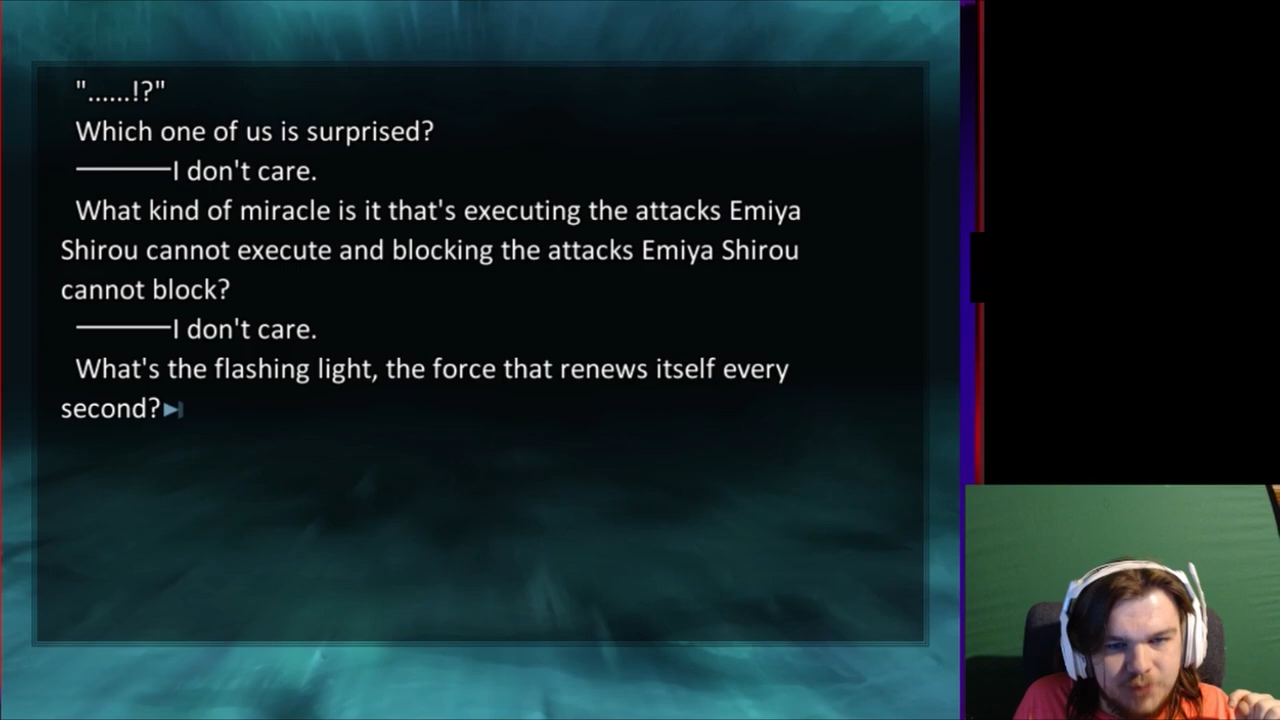 "......!?"
Which one of us is surprised?
———I don't care.
What kind of miracle is it that's executing the attacks Emiya
Shirou cannot execute and blocking the attacks Emiya Shirou
cannot block?
———I don't care.
What's the flashing light, the force that renews itself every
second?